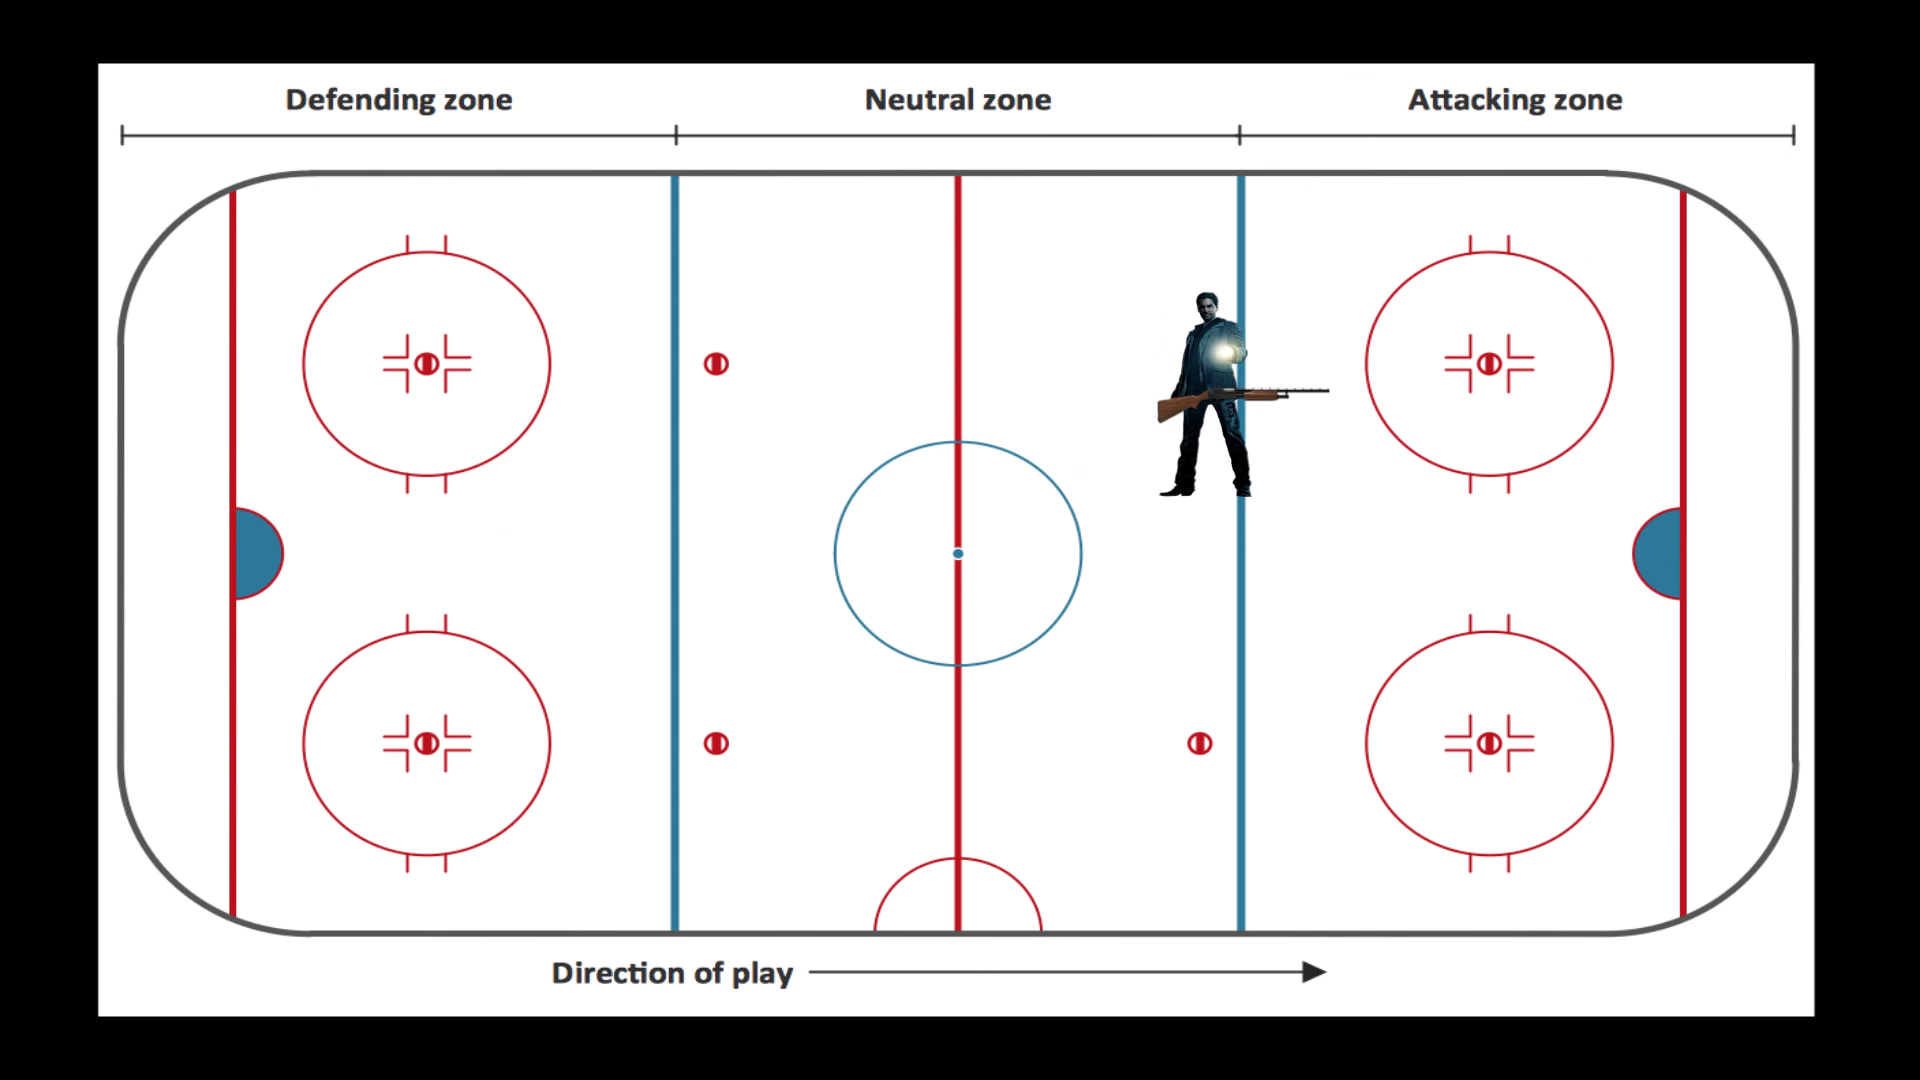 Defending zone
Neutral zone
Attacking zone
Direction of play